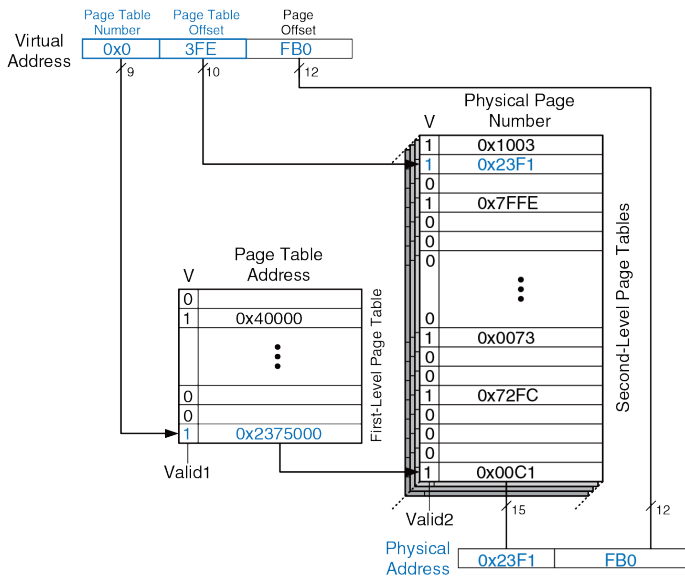 Page Table Number
Page Table Offset
Page Offset
Virtual Address
0x0
3FE
FB0
9
10
12
Physical Page Number
V
1
0x1003
1
0x23F1
0
1
0x7FFE
0
0
0
0
1
0x0073
0
0
1
0x72FC
0
0
0
1
0x00C1
Second-Level Page Tables
Page Table Address
V
0
1
0x40000
0
0
1
0x2375000
First-Level Page Table
Valid1
Valid2
15
12
Physical Address
0x23F1
FB0